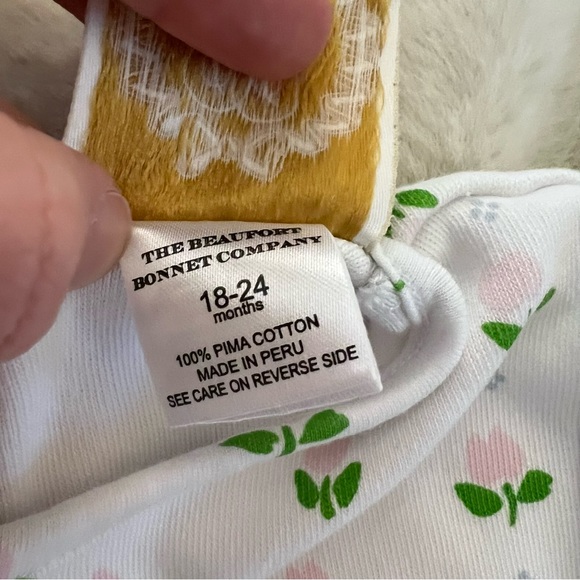 THE BEAUFORT
BONNET COMPANY
18-24
months
100% PIMA COTTON
MADE IN PERU
SEE CARE ON REVERSE SIDE